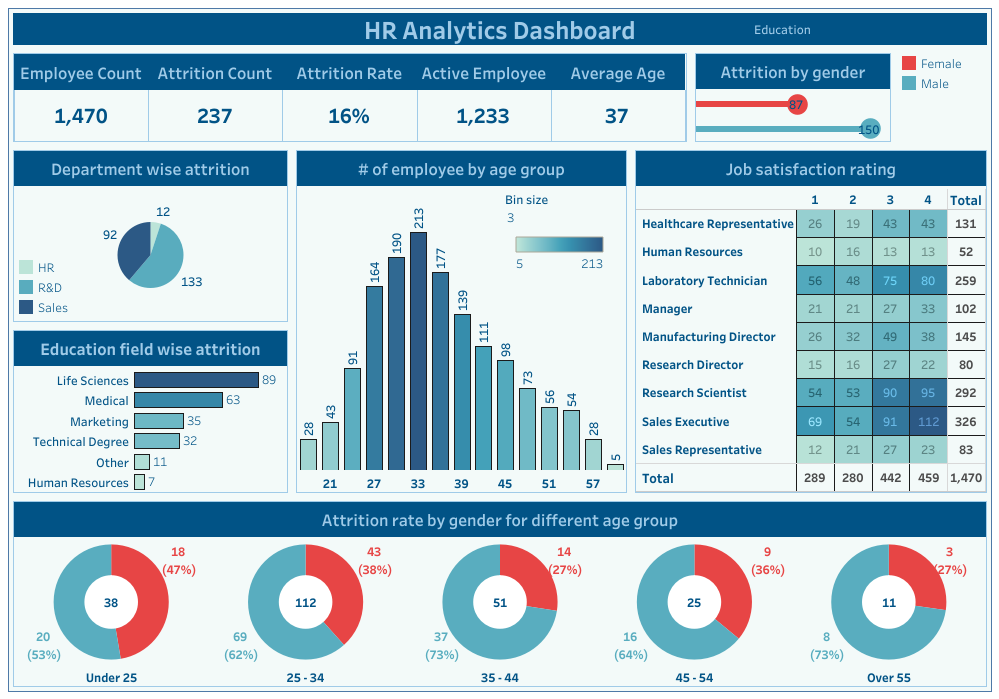 HR Analytics Dashboard
Education
Employee Count Attrition Count Attrition Rate Active Employee Average Age
1,470 237 16% 1,233 37
Attrition by gender
87
150
Female
Male
Department wise attrition
12
92
133
HR
R&D
Sales
Education field wise attrition
Life Sciences 89
Medical 63
Marketing 35
Technical Degree 32
Other 11
Human Resources 7
# of employee by age group
Bin size
3
5 213
28 43 91 164 190 213 177 139 111 98 73 56 54 28 5
21 27 33 39 45 51 57
Job satisfaction rating
1 2 3 4 Total
Healthcare Representative 26 19 43 43 131
Human Resources 10 16 13 13 52
Laboratory Technician 56 48 75 80 259
Manager 21 21 27 33 102
Manufacturing Director 26 32 49 38 145
Research Director 15 16 27 22 80
Research Scientist 54 53 90 95 292
Sales Executive 69 54 91 112 326
Sales Representative 12 21 27 23 83
Total 289 280 442 459 1,470
Attrition rate by gender for different age group
18
(47%)
38
20
(53%)
Under 25
43
(38%)
112
69
(62%)
25 - 34
14
(27%)
51
37
(73%)
35 - 44
9
(36%)
25
16
(64%)
45 - 54
3
(27%)
11
8
(73%)
Over 55